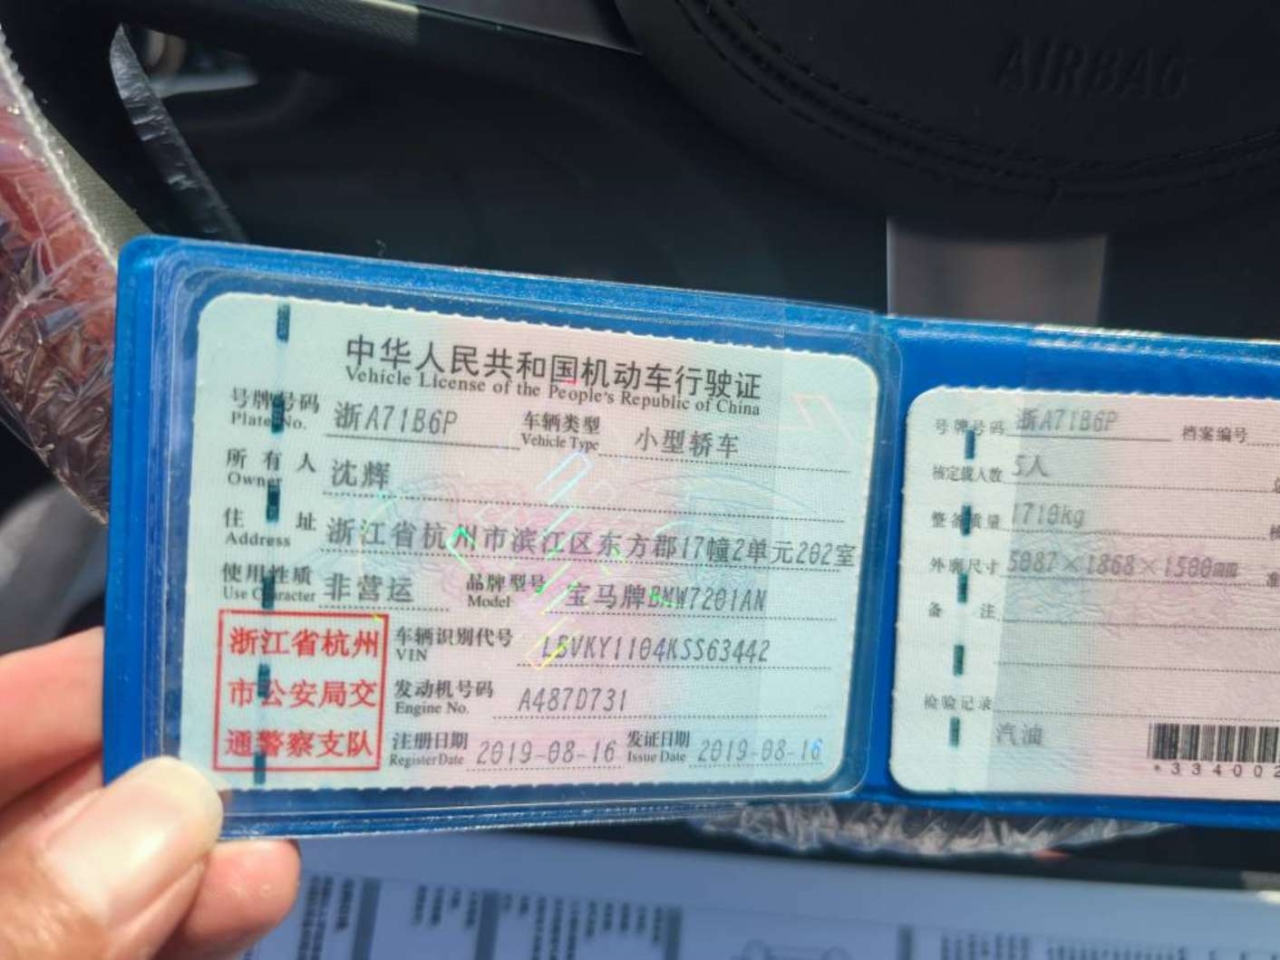 AIRBAG
中华人民共和国机动车行驶证
Vehicle License of the People's Republic of China
号牌号码 浙A71B6P 车辆类型 小型轿车
Plate No. Vehicle Type
所有人 沈辉
Owner
住址 浙江省杭州市滨江区东方郡17幢2单元202室
Address
使用性质 非营运 品牌型号 宝马牌BMW7201AN
Use Character Model
浙江省杭州
市公安局交
通警察支队
车辆识别代号 LBVKY1104KSS63442
VIN
发动机号码 A487D731
Engine No.
注册日期 2019-08-16 发证日期 2019-08-16
Register Date Issue Date
号牌号码 浙A71B6P 档案编号
核定载人数 5人
整备质量 1710kg
外廓尺寸 5087×1868×1500mm
备注
检验记录
汽油
*334002